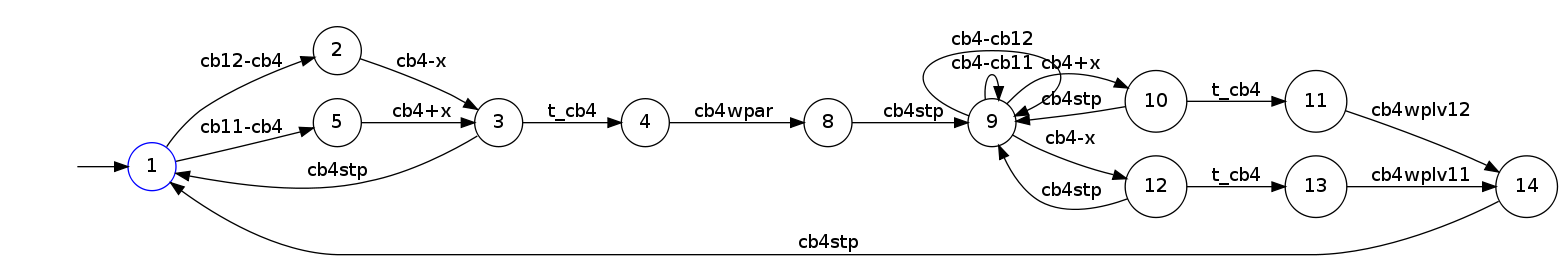 cb4-cb12
2
cb12-cb4
cb4-x
cb4-cb11
cb4+x
10
t_cb4
11
cb4stp
cb4wplv12
5
cb11-cb4
cb4+x
3
t_cb4
4
cb4wpar
8
cb4stp
9
cb4-x
1
cb4stp
12
cb4stp
t_cb4
13
cb4wplv11
14
cb4stp